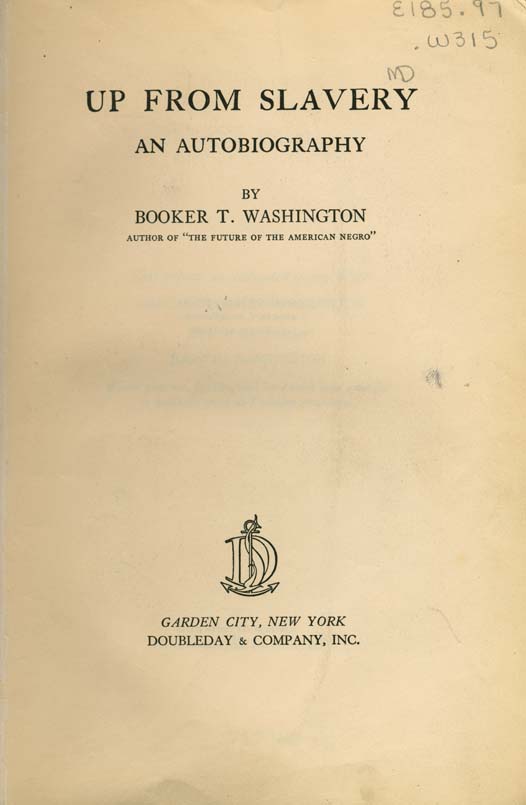 E185.97
.W315
MD
UP FROM SLAVERY
AN AUTOBIOGRAPHY
BY
BOOKER T. WASHINGTON
AUTHOR OF "THE FUTURE OF THE AMERICAN NEGRO"
GARDEN CITY, NEW YORK
DOUBLEDAY & COMPANY, INC.